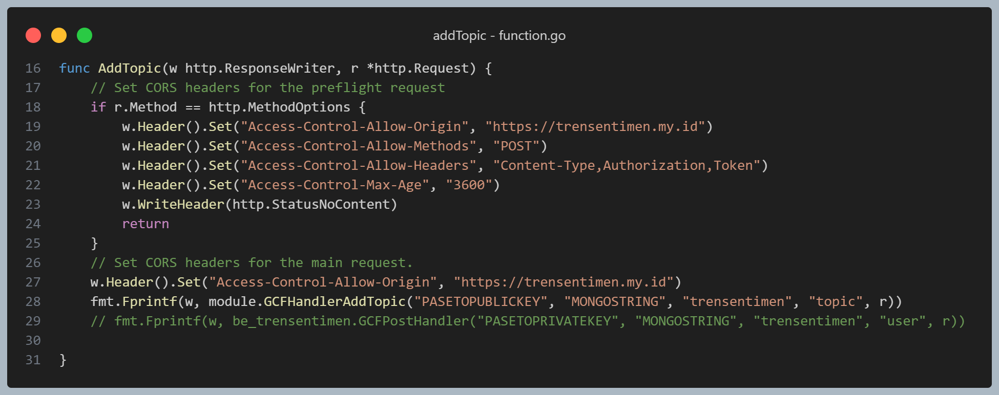 addTopic - function.go
16 func AddTopic(w http.ResponseWriter, r *http.Request) {
17     // Set CORS headers for the preflight request
18     if r.Method == http.MethodOptions {
19         w.Header().Set("Access-Control-Allow-Origin", "https://trensentimen.my.id")
20         w.Header().Set("Access-Control-Allow-Methods", "POST")
21         w.Header().Set("Access-Control-Allow-Headers", "Content-Type,Authorization,Token")
22         w.Header().Set("Access-Control-Max-Age", "3600")
23         w.WriteHeader(http.StatusNoContent)
24         return
25     }
26     // Set CORS headers for the main request.
27     w.Header().Set("Access-Control-Allow-Origin", "https://trensentimen.my.id")
28     fmt.Fprintf(w, module.GCFHandlerAddTopic("PASETOPUBLICKEY", "MONGOSTRING", "trensentimen", "topic", r))
29     // fmt.Fprintf(w, be_trensentimen.GCFPostHandler("PASETOPRIVATEKEY", "MONGOSTRING", "trensentimen", "user", r))
30
31 }